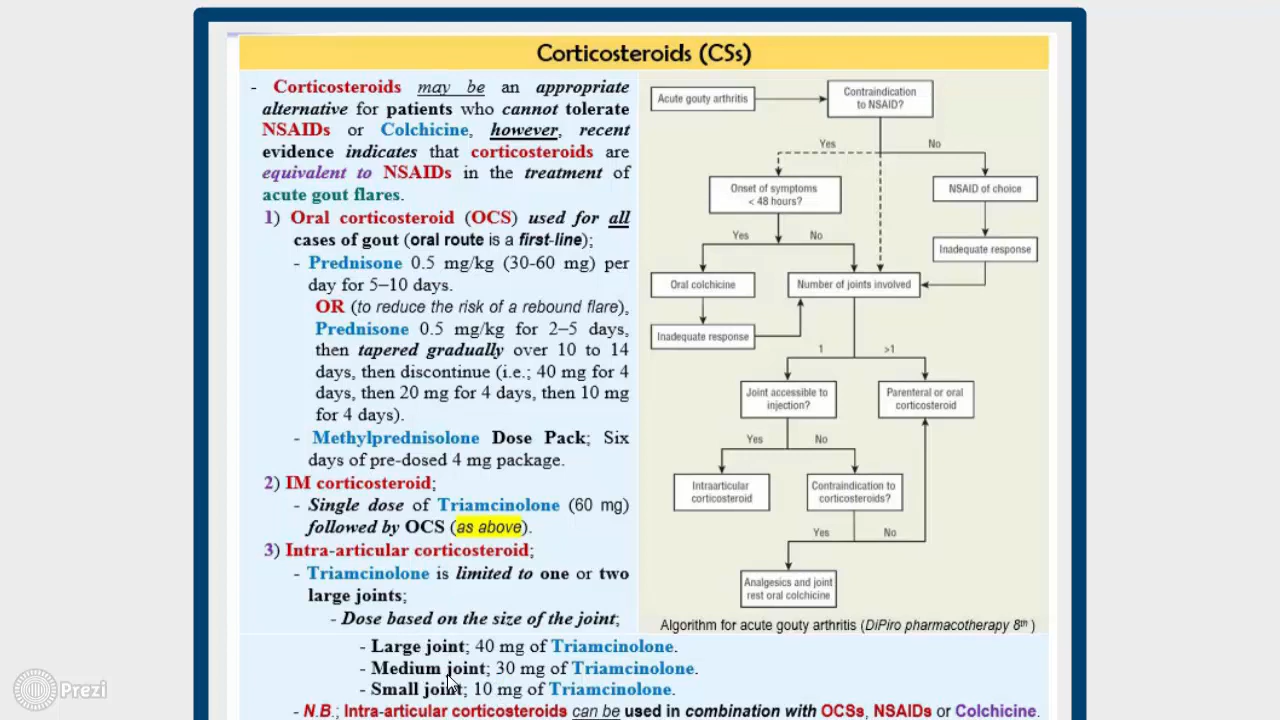 Corticosteroids (CSs)
- Corticosteroids may be an appropriate
alternative for patients who cannot tolerate
NSAIDs or Colchicine, however, recent
evidence indicates that corticosteroids are
equivalent to NSAIDs in the treatment of
acute gout flares.
1) Oral corticosteroid (OCS) used for all
cases of gout (oral route is a first-line);
- Prednisone 0.5 mg/kg (30-60 mg) per
day for 5–10 days.
OR (to reduce the risk of a rebound flare),
Prednisone 0.5 mg/kg for 2–5 days,
then tapered gradually over 10 to 14
days, then discontinue (i.e.; 40 mg for 4
days, then 20 mg for 4 days, then 10 mg
for 4 days).
- Methylprednisolone Dose Pack; Six
days of pre-dosed 4 mg package.
2) IM corticosteroid;
- Single dose of Triamcinolone (60 mg)
followed by OCS (as above).
3) Intra-articular corticosteroid;
- Triamcinolone is limited to one or two
large joints;
- Dose based on the size of the joint;
- Large joint; 40 mg of Triamcinolone.
- Medium joint; 30 mg of Triamcinolone.
- Small joint; 10 mg of Triamcinolone.
- N.B.; Intra-articular corticosteroids can be used in combination with OCSs, NSAIDs or Colchicine.
Acute gouty arthritis
Contraindication
to NSAID?
Yes
No
Onset of symptoms
< 48 hours?
NSAID of choice
Yes
No
Inadequate response
Oral colchicine
Number of joints involved
Inadequate response
1
>1
Joint accessible to
injection?
Parenteral or oral
corticosteroid
Yes
No
Intraarticular
corticosteroid
Contraindication to
corticosteroids?
Yes
No
Analgesics and joint
rest oral colchicine
Algorithm for acute gouty arthritis (DiPiro pharmacotherapy 8th )
Prezi